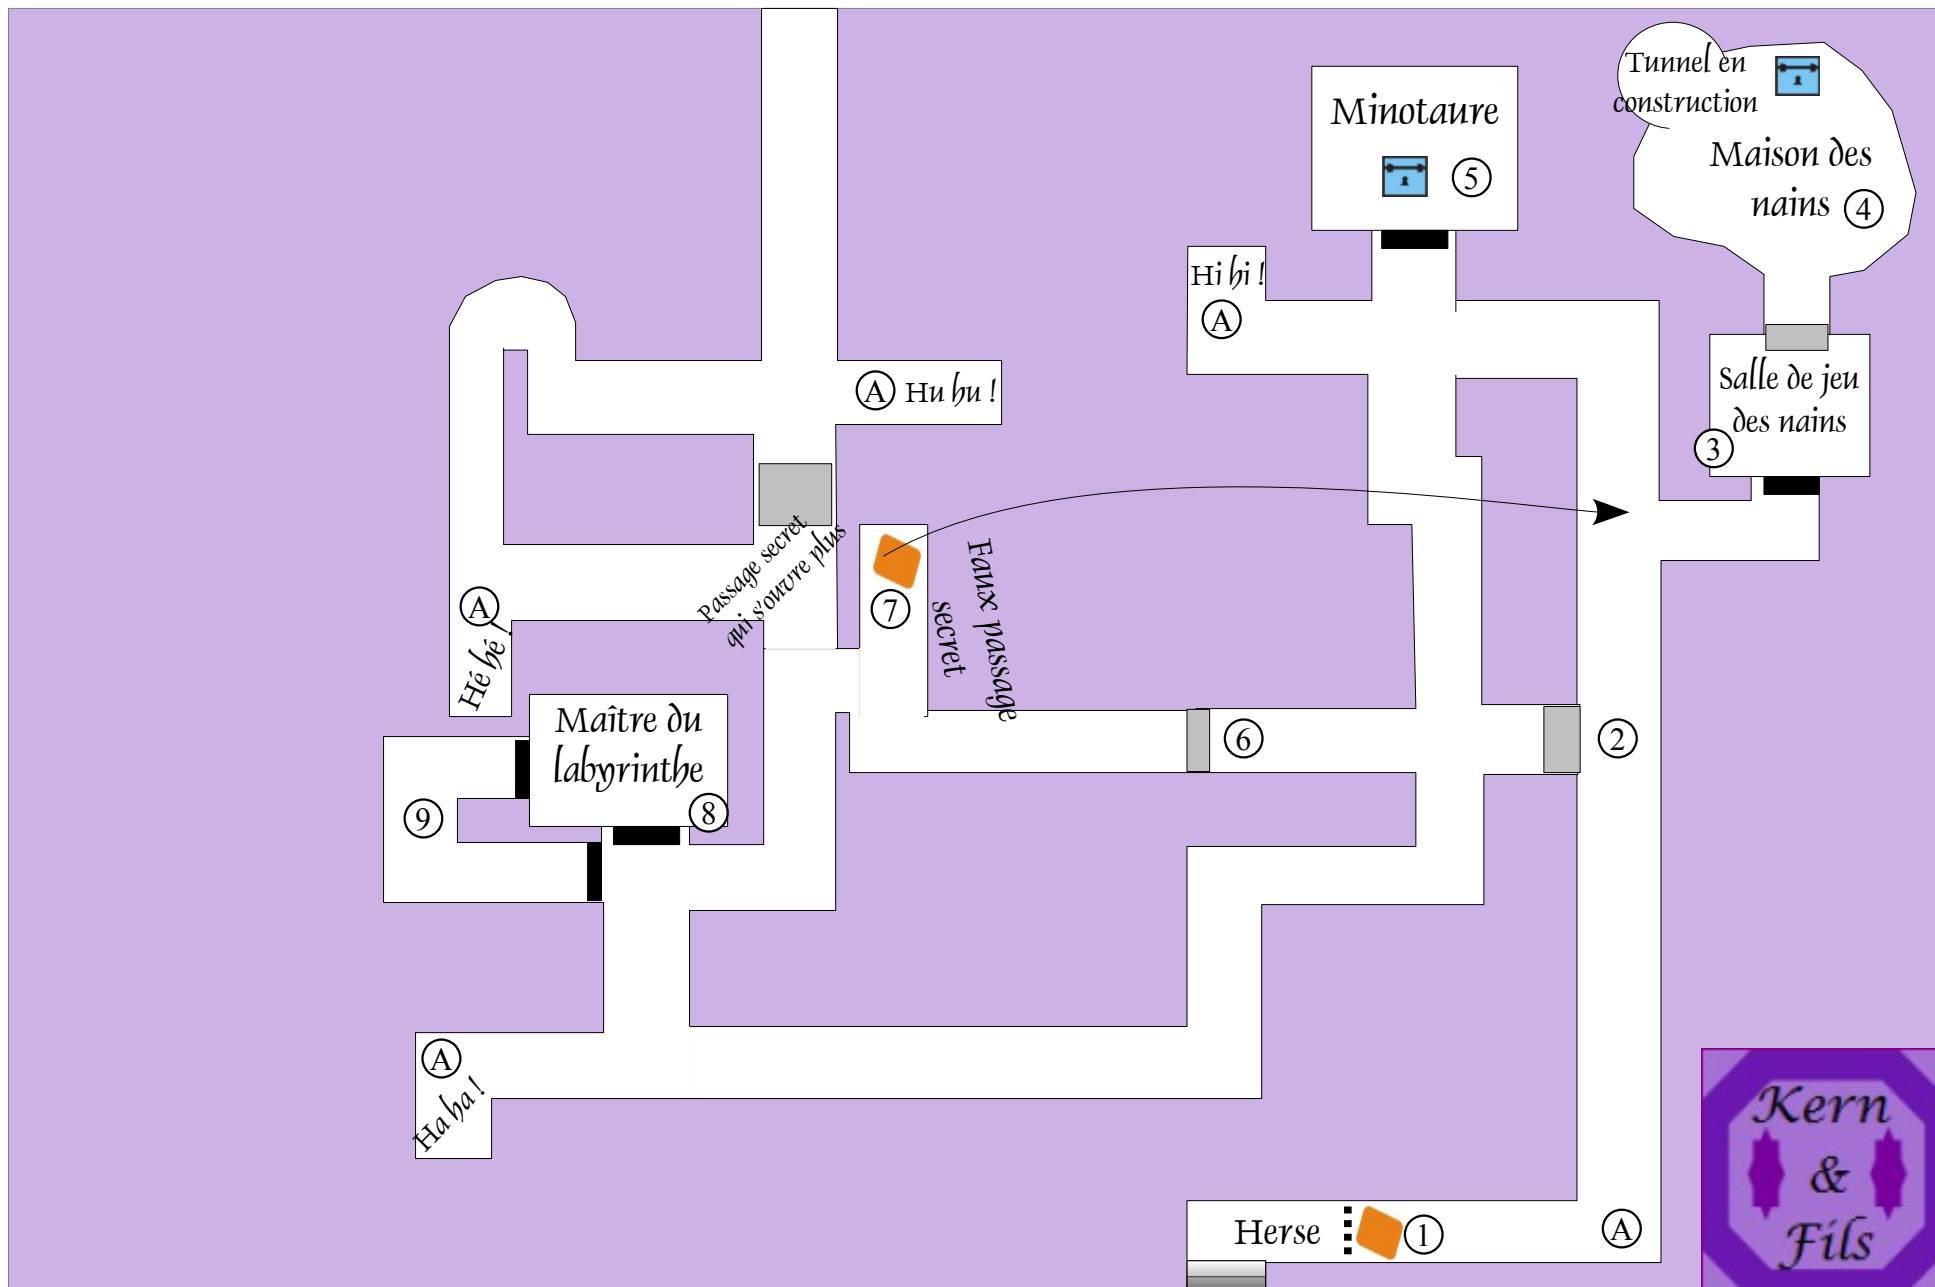 Tunnel en
construction
Maison des
nains 4
Minotaure
5
Hi hi !
A
Salle de jeu
des nains
3
A Hu hu !
Passage secret
qui s'ouvre plus
7
Faux passage
secret
A
Hé hé !
Maître du
labyrinthe
8
9
6
2
A
Ha ha !
Herse
1
A
Kern
&
Fils